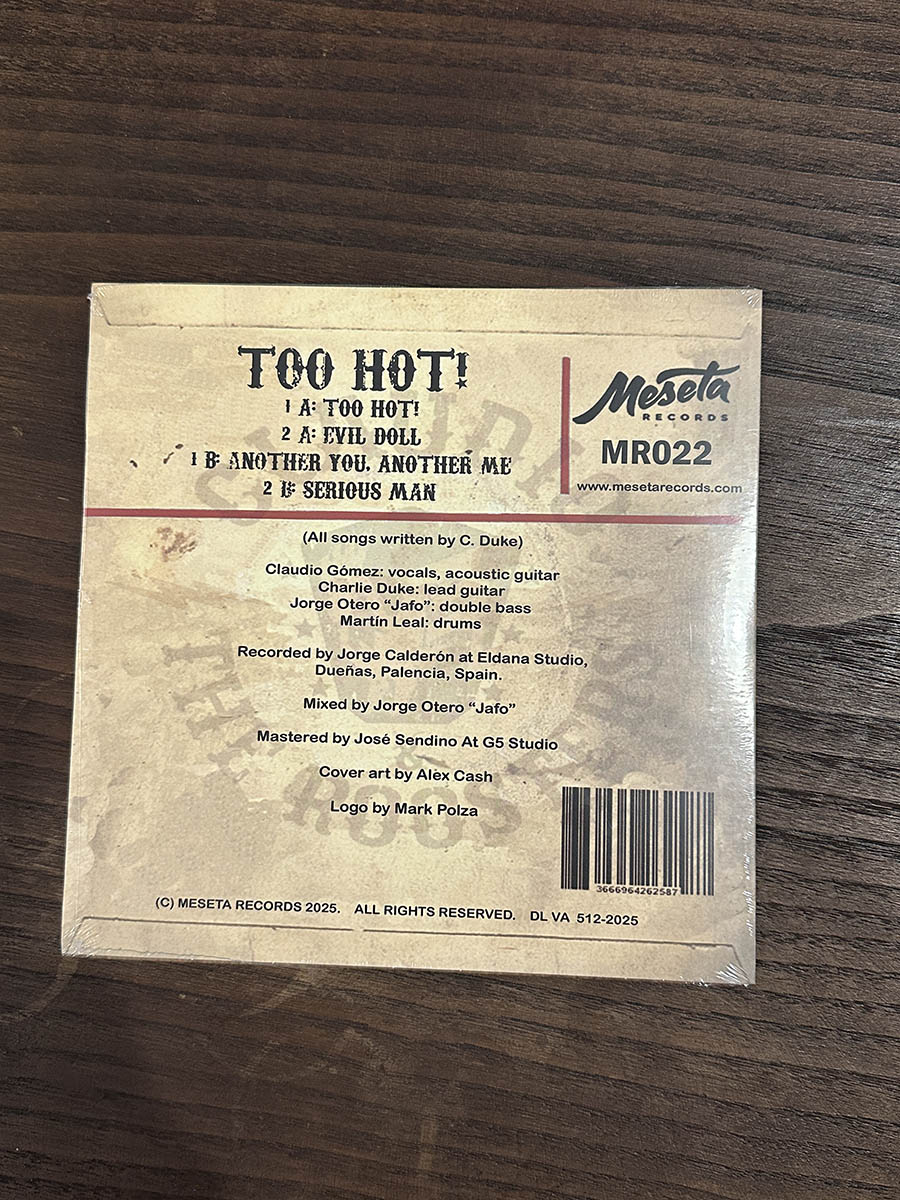 TOO HOT!
1 A: TOO HOT!
2 A: EVIL DOLL
1 B: ANOTHER YOU, ANOTHER ME
2 B: SERIOUS MAN
Meseta
RECORDS
MR022
www.mesetarecords.com
(All songs written by C. Duke)
Claudio Gómez: vocals, acoustic guitar
Charlie Duke: lead guitar
Jorge Otero “Jafo”: double bass
Martín Leal: drums
Recorded by Jorge Calderón at Eldana Studio,
Dueñas, Palencia, Spain.
Mixed by Jorge Otero “Jafo”
Mastered by José Sendino At G5 Studio
Cover art by Alex Cash
Logo by Mark Polza
3666964262587
(C) MESETA RECORDS 2025. ALL RIGHTS RESERVED. DL VA 512-2025
THE
ROOS